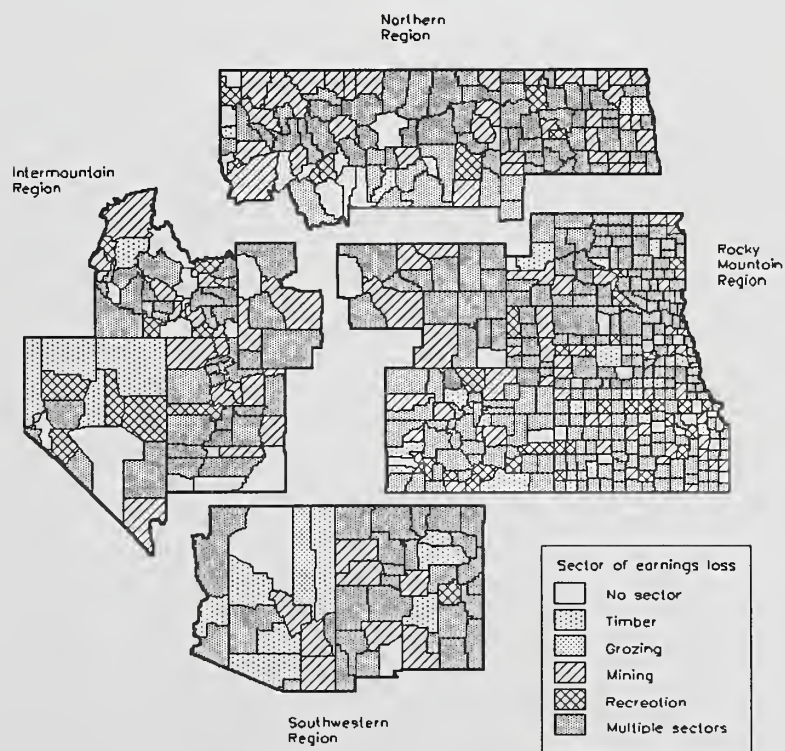 Northern
Region
Intermountain
Region
Rocky
Mountain
Region
Southwestern
Region
Sector of earnings loss
No sector
Timber
Grozing
Mining
Recreation
Multiple sectors